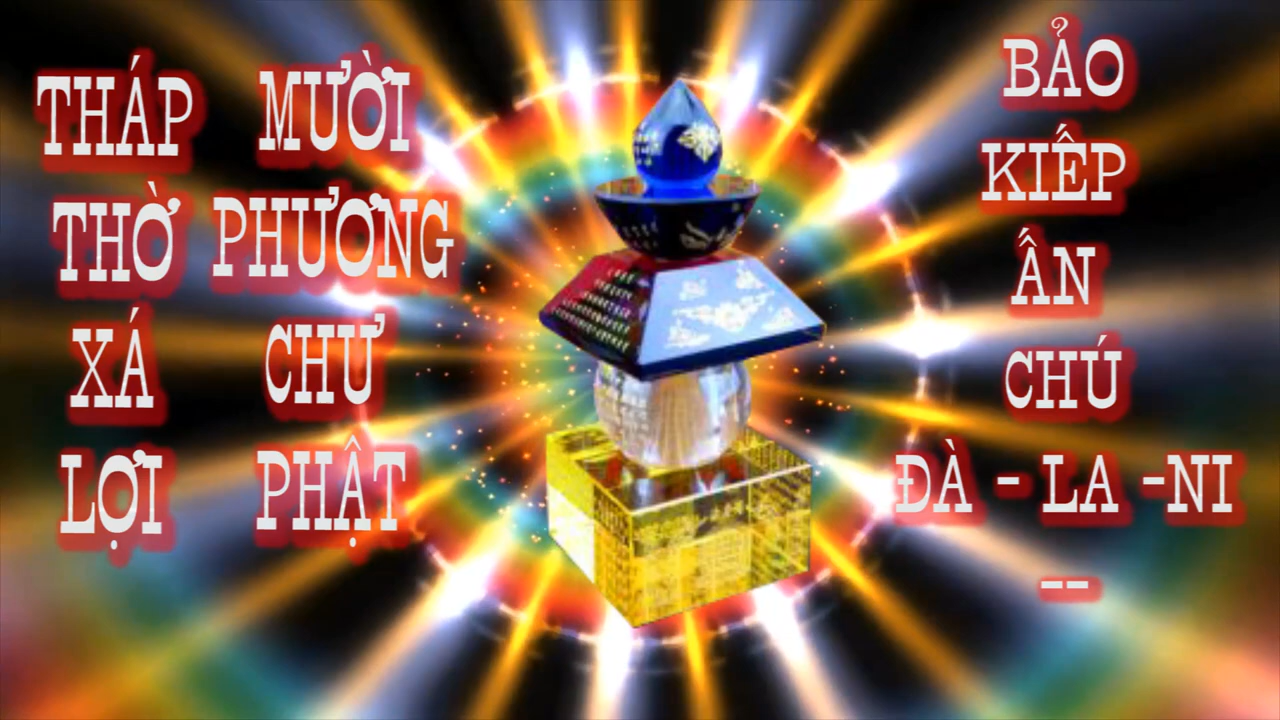 THÁP
THỜ
XÁ
LỢI
MƯỜI
PHƯƠNG
CHƯ
PHẬT
BẢO
KIẾP
ẤN
CHÚ
ĐÀ - LA -NI
--